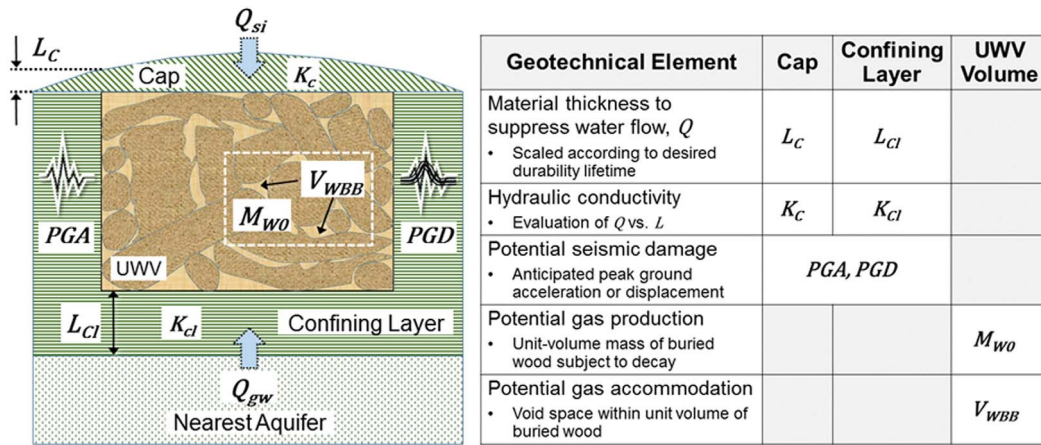 Q_si
L_C
Cap
K_c
PGA
V_WBB
M_W0
PGD
UWV
L_CI
K_cI
Confining Layer
Q_gw
Nearest Aquifer
Geotechnical Element
Cap
Confining
Layer
UWV
Volume
Material thickness to
suppress water flow, Q
• Scaled according to desired
durability lifetime
L_C
L_CI
Hydraulic conductivity
• Evaluation of Q vs. L
K_C
K_CI
Potential seismic damage
• Anticipated peak ground
acceleration or displacement
PGA, PGD
Potential gas production
• Unit-volume mass of buried
wood subject to decay
M_W0
Potential gas accommodation
• Void space within unit volume of
buried wood
V_WBB